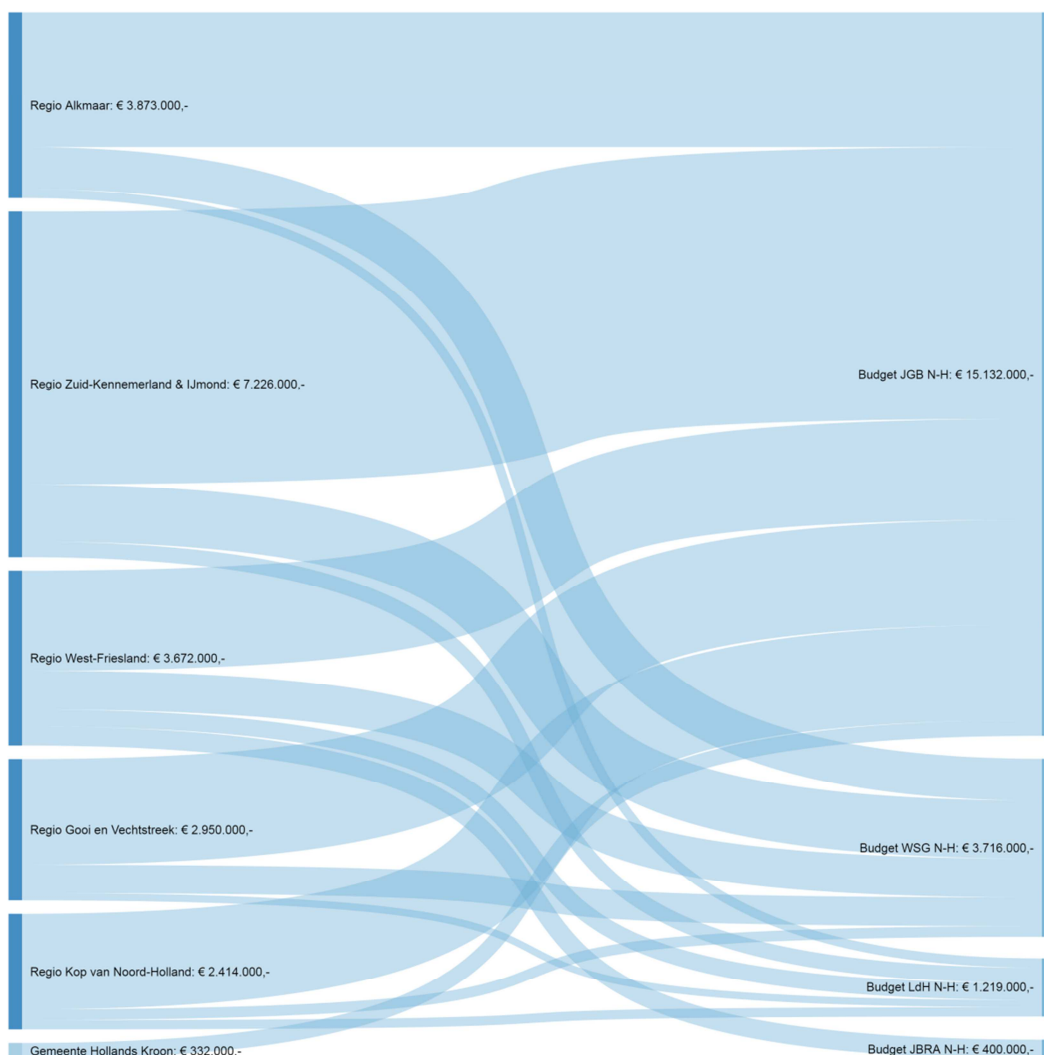 Regio Alkmaar: € 3.873.000,-
Regio Zuid-Kennemerland & IJmond: € 7.226.000,-
Budget JGB N-H: € 15.132.000,-
Regio West-Friesland: € 3.672.000,-
Regio Gooi en Vechtstreek: € 2.950.000,-
Budget WSG N-H: € 3.716.000,-
Regio Kop van Noord-Holland: € 2.414.000,-
Budget LdH N-H: € 1.219.000,-
Gemeente Hollands Kroon: € 332.000,-
Budget JBRA N-H: € 400.000,-